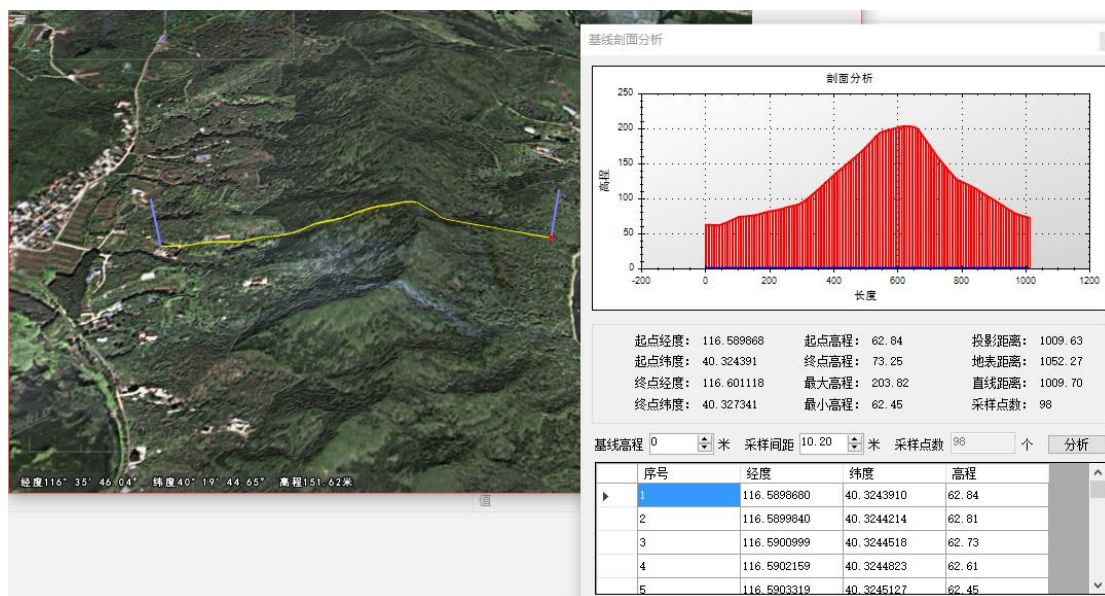 基线剖面分析
剖面分析
250
200
150
100
50
0
高程
-200 0 200 400 600 800 1000 1200
长度
起点经度： 116.589868 起点高程： 62.84 投影距离： 1009.63
起点纬度： 40.324391 终点高程： 73.25 地表距离： 1052.27
终点经度： 116.601118 最大高程： 203.82 直线距离： 1009.70
终点纬度： 40.327341 最小高程： 62.45 采样点数： 98
基线高程 0 米 采样间距 10.20 米 采样点数 98 个 分析
序号 经度 纬度 高程
1 116.5898680 40.3243910 62.84
2 116.5899840 40.3244214 62.81
3 116.5900999 40.3244518 62.73
4 116.5902159 40.3244823 62.61
5 116.5903319 40.3245127 62.45
经度116° 35' 46.04" 纬度40° 19' 44.65" 高程151.62米
值